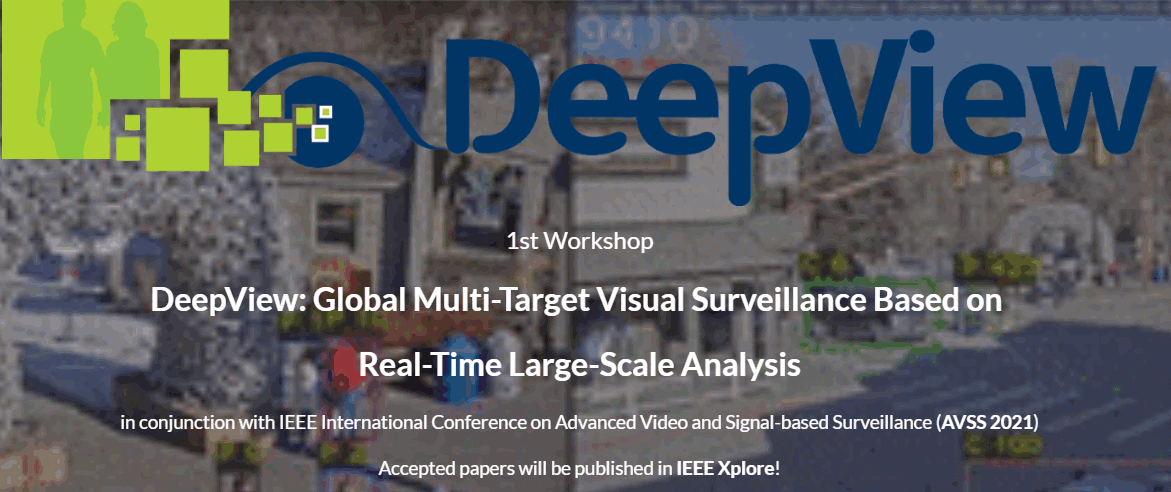 DeepView
1st Workshop
DeepView: Global Multi-Target Visual Surveillance Based on
Real-Time Large-Scale Analysis
in conjunction with IEEE International Conference on Advanced Video and Signal-based Surveillance (AVSS 2021)
Accepted papers will be published in IEEE Xplore!